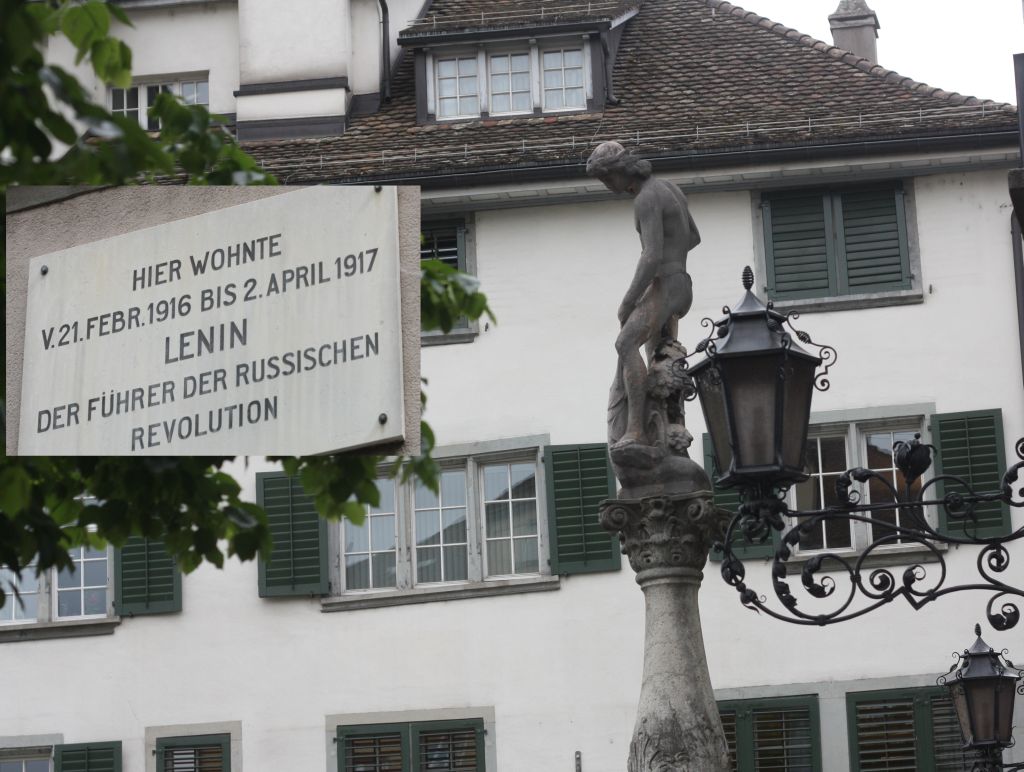 HIER WOHNTE
V. 21. FEBR. 1916 BIS 2. APRIL 1917
LENIN
DER FÜHRER DER RUSSISCHEN
REVOLUTION